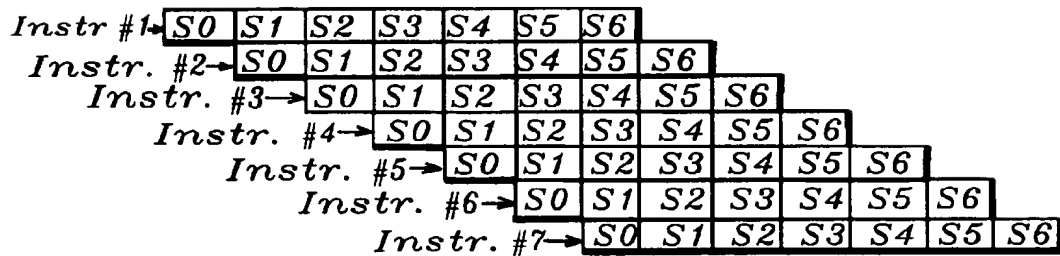 Instr #1 S0 S1 S2 S3 S4 S5 S6
Instr. #2 S0 S1 S2 S3 S4 S5 S6
Instr. #3 S0 S1 S2 S3 S4 S5 S6
Instr. #4 S0 S1 S2 S3 S4 S5 S6
Instr. #5 S0 S1 S2 S3 S4 S5 S6
Instr. #6 S0 S1 S2 S3 S4 S5 S6
Instr. #7 S0 S1 S2 S3 S4 S5 S6